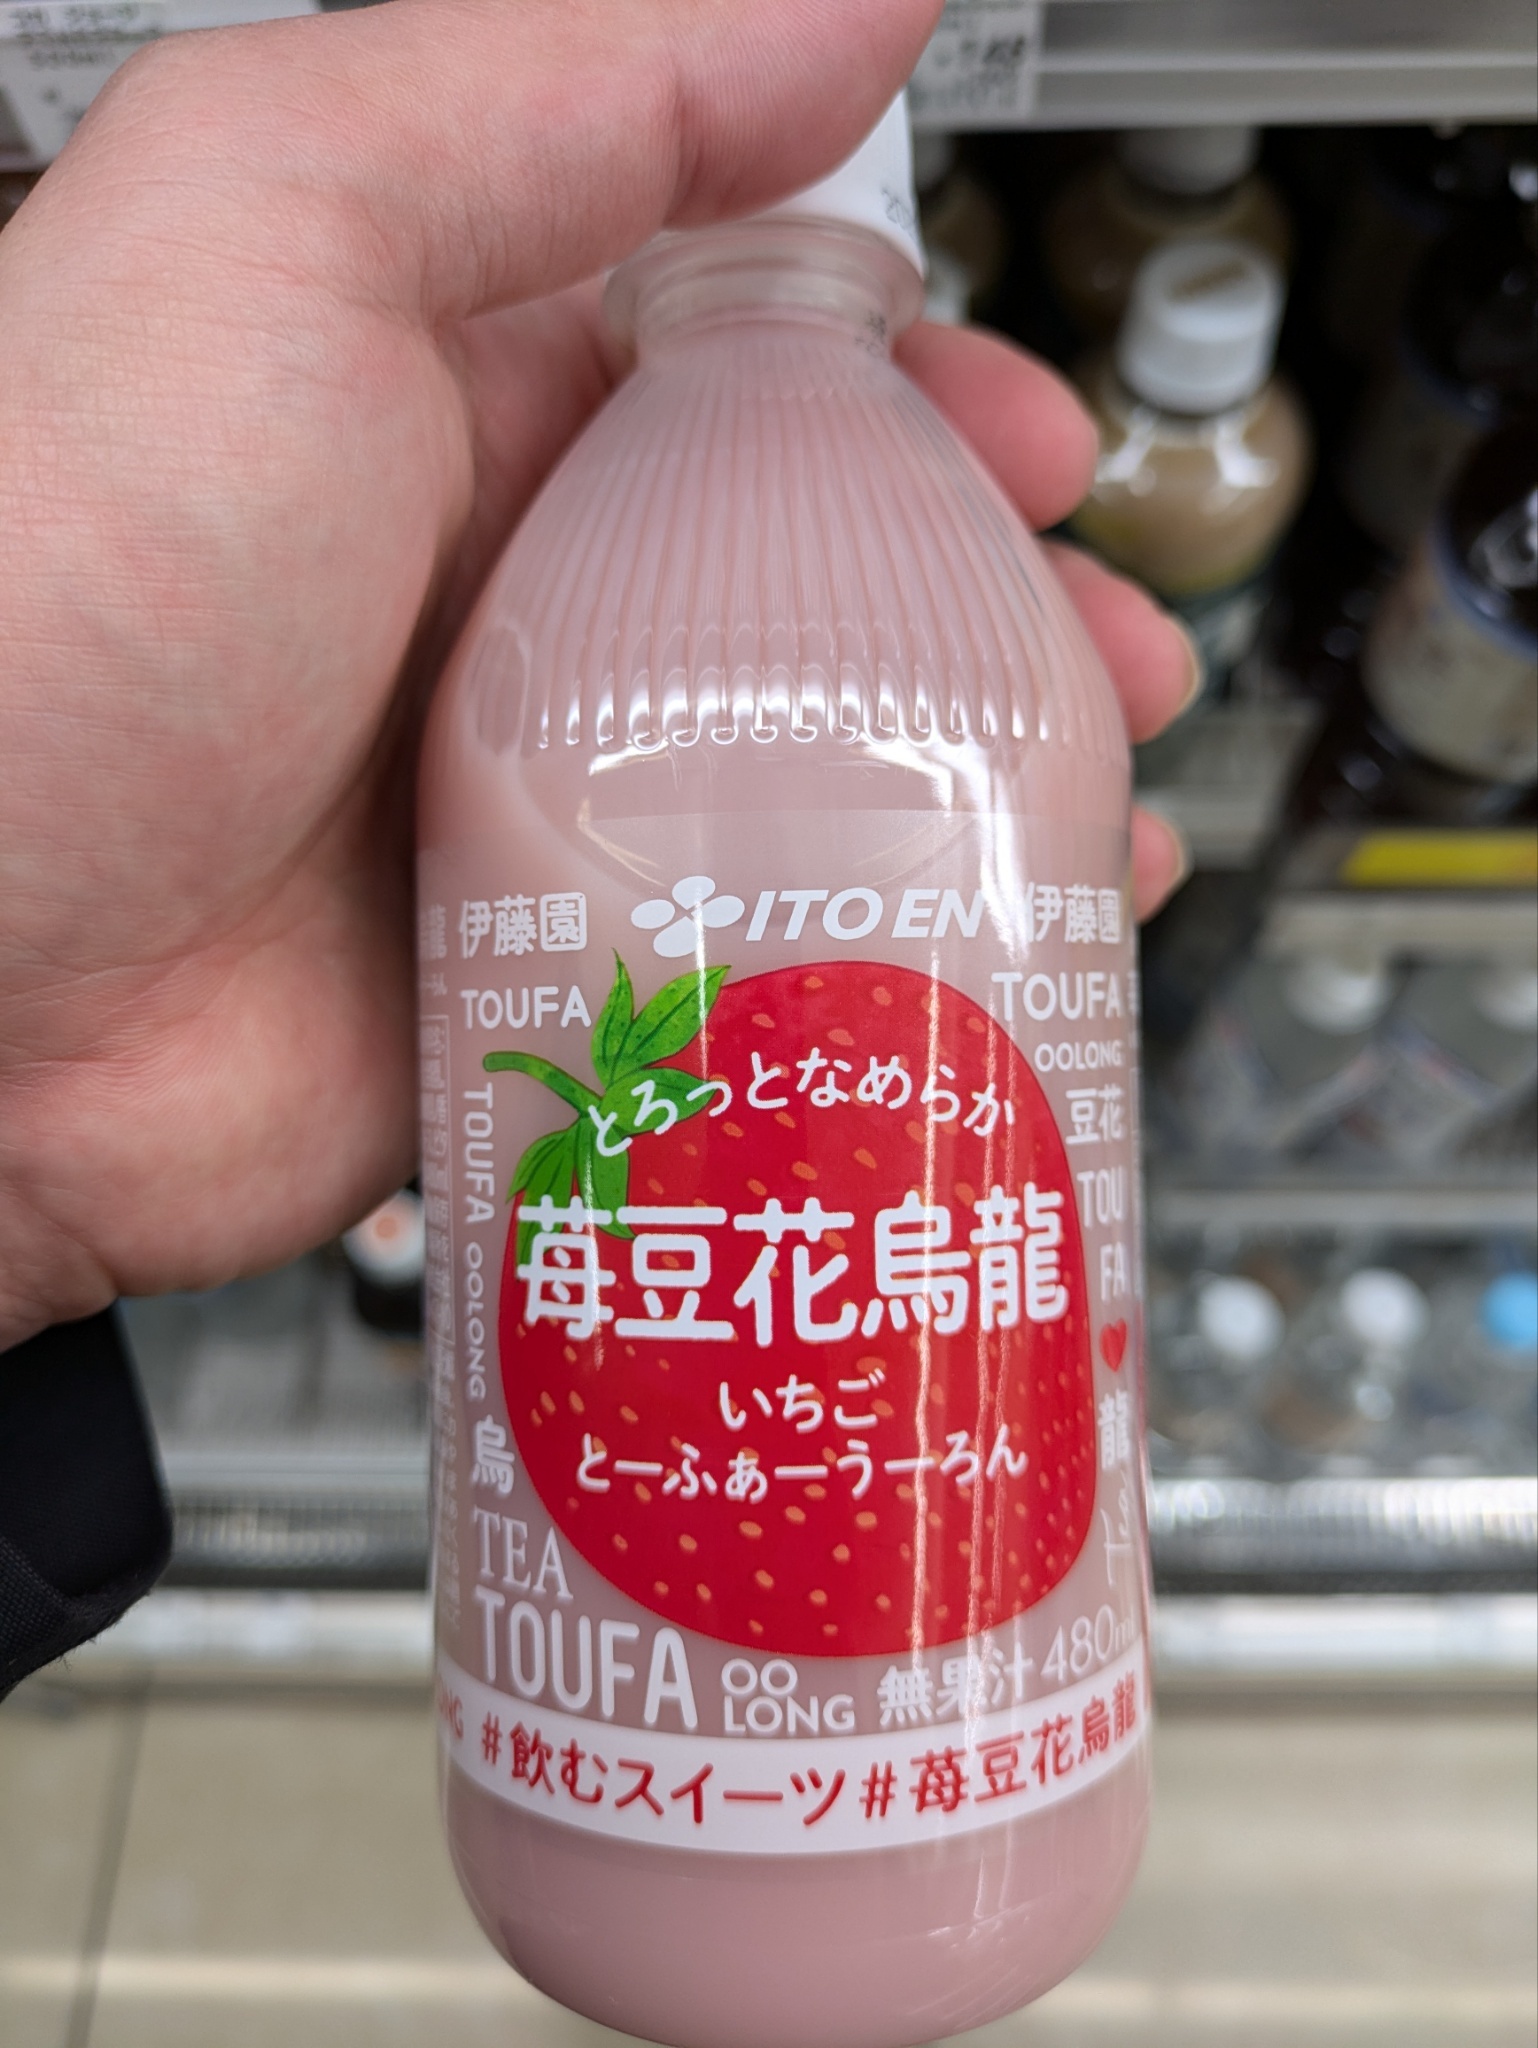 伊藤園
ITO EN
伊藤園
TOUFA
TOUFA
OOLONG
豆花
TOU
FA
龍
TOUFA OOLONG 烏
とろっとなめらか
苺豆花烏龍
いちご
とーふぁーうーろん
TEA
TOUFA
OO
LONG
無果汁 480ml
#飲むスイーツ#苺豆花烏龍